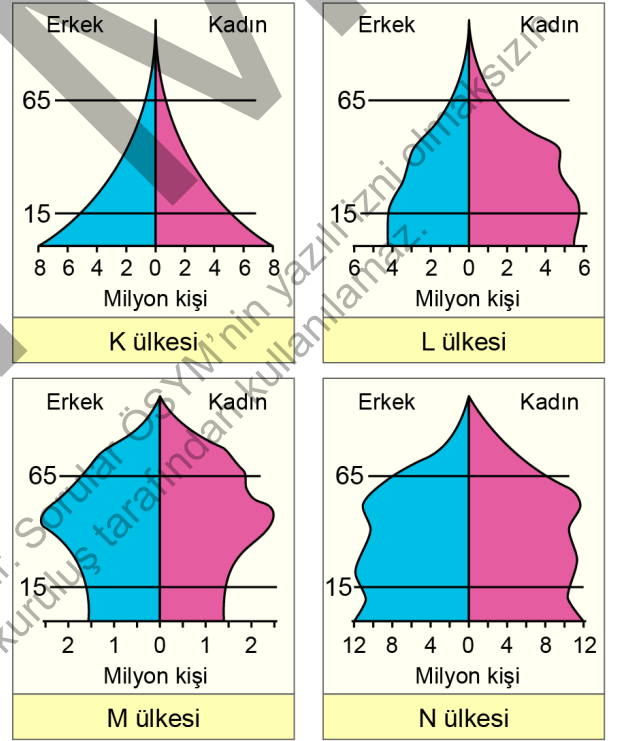 Erkek Kadın
65
15
8 6 4 2 0 2 4 6 8
Milyon kişi
K ülkesi
Erkek Kadın
65
15
6 4 2 0 2 4 6
Milyon kişi
L ülkesi
Erkek Kadın
65
15
2 1 0 1 2
Milyon kişi
M ülkesi
Erkek Kadın
65
15
12 8 4 0 4 8 12
Milyon kişi
N ülkesi
Sorular ÖSYM'nin yazılı izni olmaksızın
kuruluş tarafından kullanılamaz.